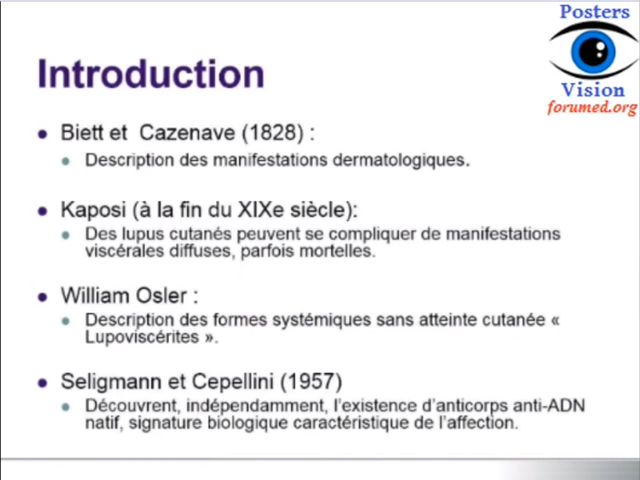 Posters
Vision
forumed.org
Introduction
Biett et Cazenave (1828) :
Description des manifestations dermatologiques.
Kaposi (à la fin du XIXe siècle):
Des lupus cutanés peuvent se compliquer de manifestations
viscérales diffuses, parfois mortelles.
William Osler :
Description des formes systémiques sans atteinte cutanée «
Lupoviscérites ».
Seligmann et Cepellini (1957)
Découvrent, indépendamment, l'existence d'anticorps anti-ADN
natif, signature biologique caractéristique de l'affection.